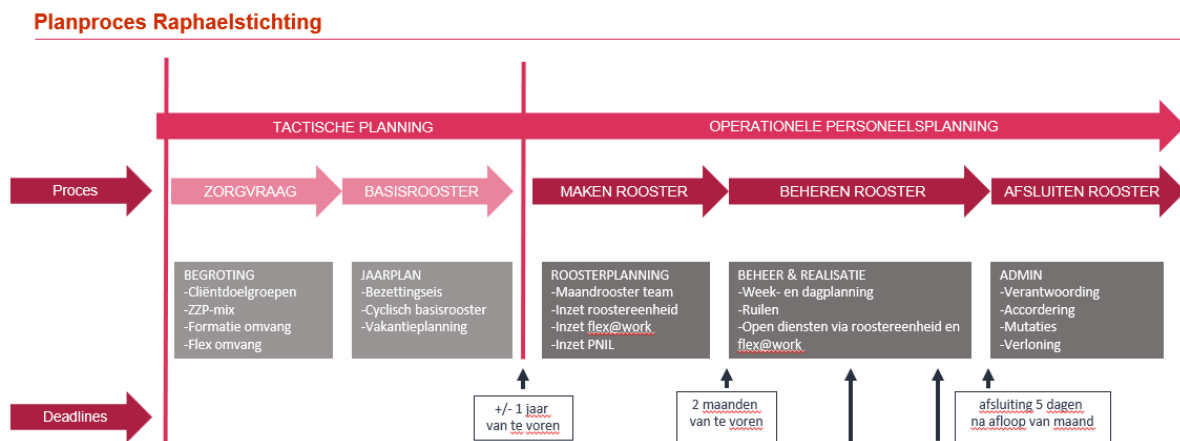 Planproces Raphaelstichting
TACTISCHE PLANNING
OPERATIONELE PERSONEELSPLANNING
Proces
ZORGVRAAG
BASISROOSTER
MAKEN ROOSTER
BEHEREN ROOSTER
AFSLUITEN ROOSTER
BEGROTING
-Cliëntdoelgroepen
-ZZP-mix
-Formatie omvang
-Flex omvang
JAARPLAN
-Bezettingseis
-Cyclisch basisrooster
-Vakantieplanning
ROOSTERPLANNING
-Maandrooster team
-Inzet roostereenheid
-Inzet flex@work
-Inzet PNIL
BEHEER & REALISATIE
-Week- en dagplanning
-Ruilen
-Open diensten via roostereenheid en
flex@work
ADMIN
-Verantwoording
-Accordering
-Mutaties
-Verloning
Deadlines
+/- 1 jaar
van te voren
2 maanden
van te voren
afsluiting 5 dagen
na afloop van maand